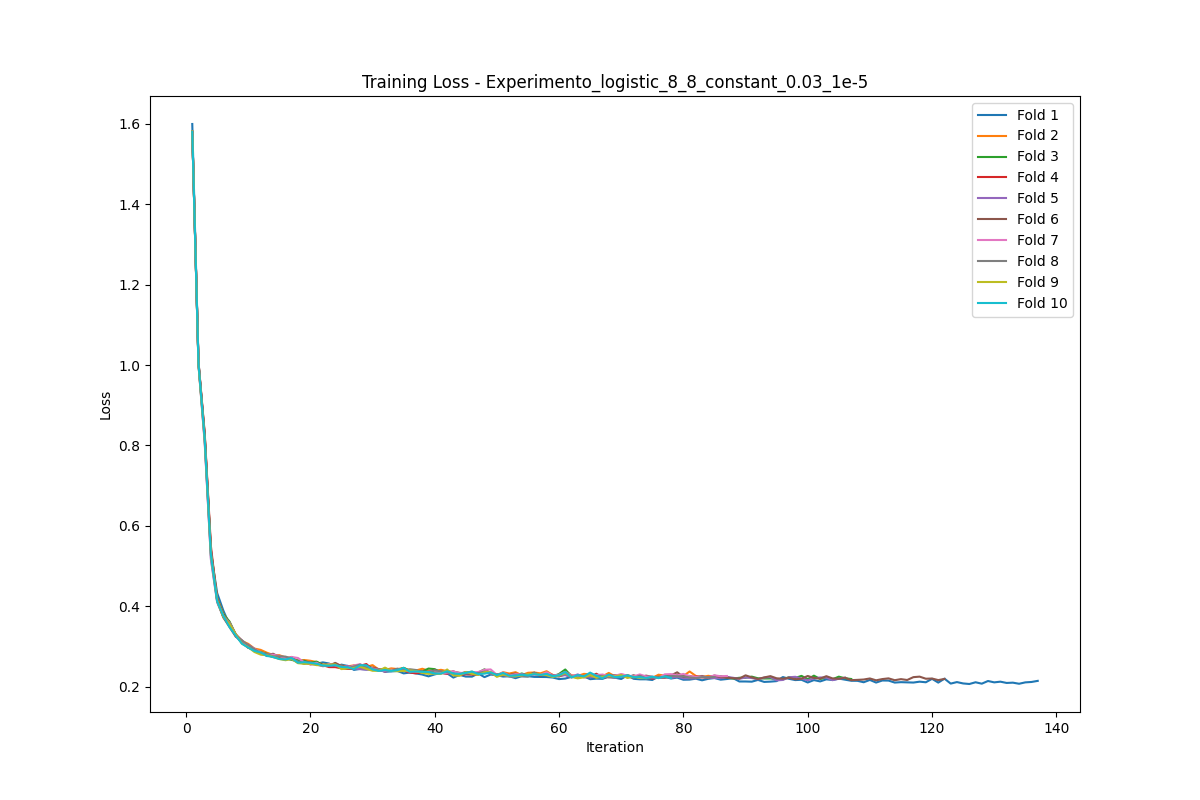 Training Loss - Experimento_logistic_8_8_constant_0.03_1e-5
Loss
1.6
1.4
1.2
1.0
0.8
0.6
0.4
0.2
Fold 1
Fold 2
Fold 3
Fold 4
Fold 5
Fold 6
Fold 7
Fold 8
Fold 9
Fold 10
0 20 40 60 80 100 120 140
Iteration